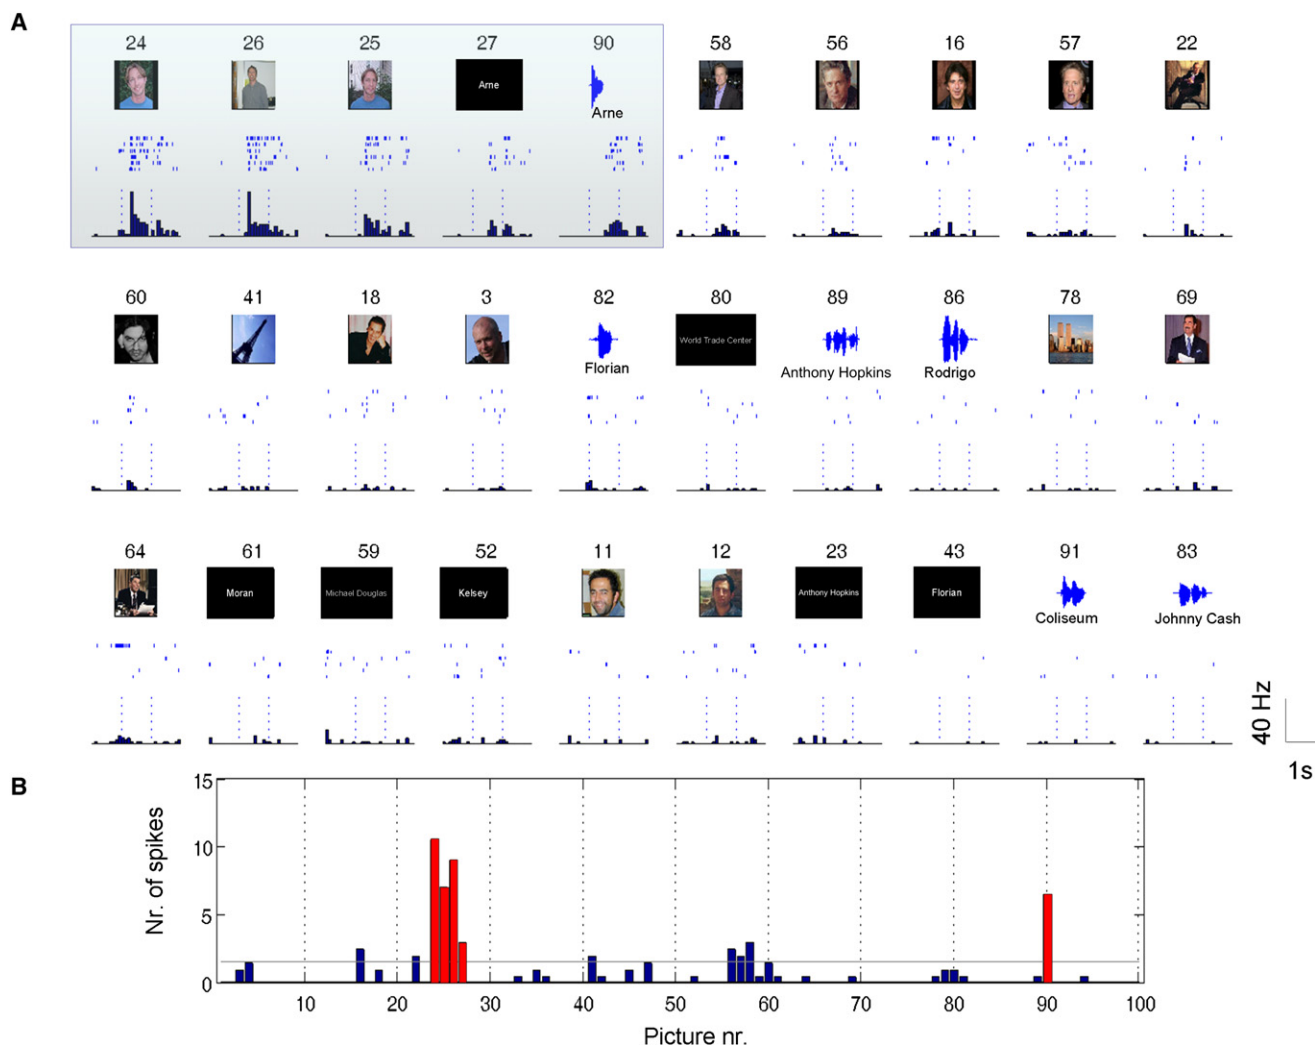 A
24 26 25 27 90 58 56 16 57 22
Arne
Arne
60 41 18 3 82 80 89 86 78 69
World Trade Center
Florian
Anthony Hopkins
Rodrigo
64 61 59 52 11 12 23 43 91 83
Moran
Michael Douglas
Kelsey
Anthony Hopkins
Florian
Coliseum
Johnny Cash
40 Hz
1s
B
15
10
5
0
Nr. of spikes
10 20 30 40 50 60 70 80 90 100
Picture nr.